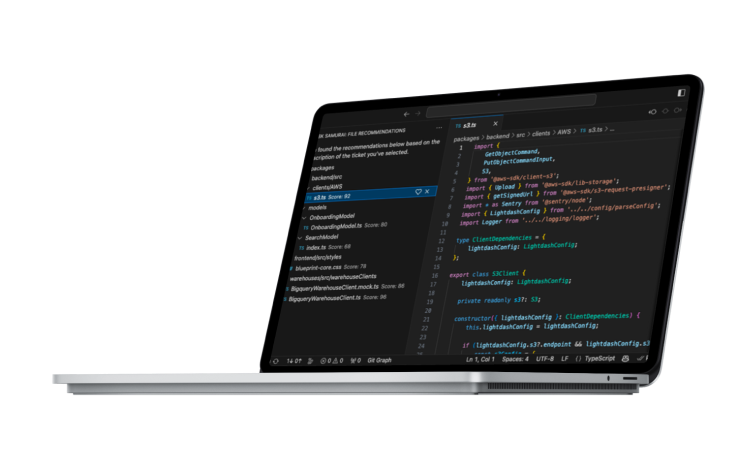 SK SAMURAI: FILE RECOMMENDATIONS
found the recommendations below based on the
scription of the ticket you've selected.
packages
backend/src
clients/AWS
s3.ts Score: 82
models
OnboardingModel
OnboardingModel.ts Score: 80
SearchModel
index.ts Score: 68
frontend/src/styles
blueprint-core.css Score: 78
warehouses/src/warehouseClients
BigqueryWarehouseClient.mock.ts Score: 86
BigqueryWarehouseClient.ts Score: 96
TS s3.ts
packages > backend > src > clients > AWS > TS s3.ts > ...
1 import {
2 GetObjectCommand,
3 PutObjectCommandInput,
4 S3,
5 } from '@aws-sdk/client-s3';
6 import { Upload } from '@aws-sdk/lib-storage';
7 import { getSignedUrl } from '@aws-sdk/s3-request-presigner';
8 import * as Sentry from '@sentry/node';
9 import { LightdashConfig } from '../../config/parseConfig';
10 import Logger from '../../logging/logger';
11
12 type ClientDependencies = {
13 lightdashConfig: LightdashConfig;
14 };
15
16 export class S3Client {
17 lightdashConfig: LightdashConfig;
18
19 private readonly s3?: S3;
20
21 constructor({ lightdashConfig }: ClientDependencies) {
22 this.lightdashConfig = lightdashConfig;
23
24 if (lightdashConfig.s3?.endpoint && lightdashConfig.s3
14 0 0 0 0 Git Graph Ln 1, Col 1 Spaces: 4 UTF-8 LF TypeScript